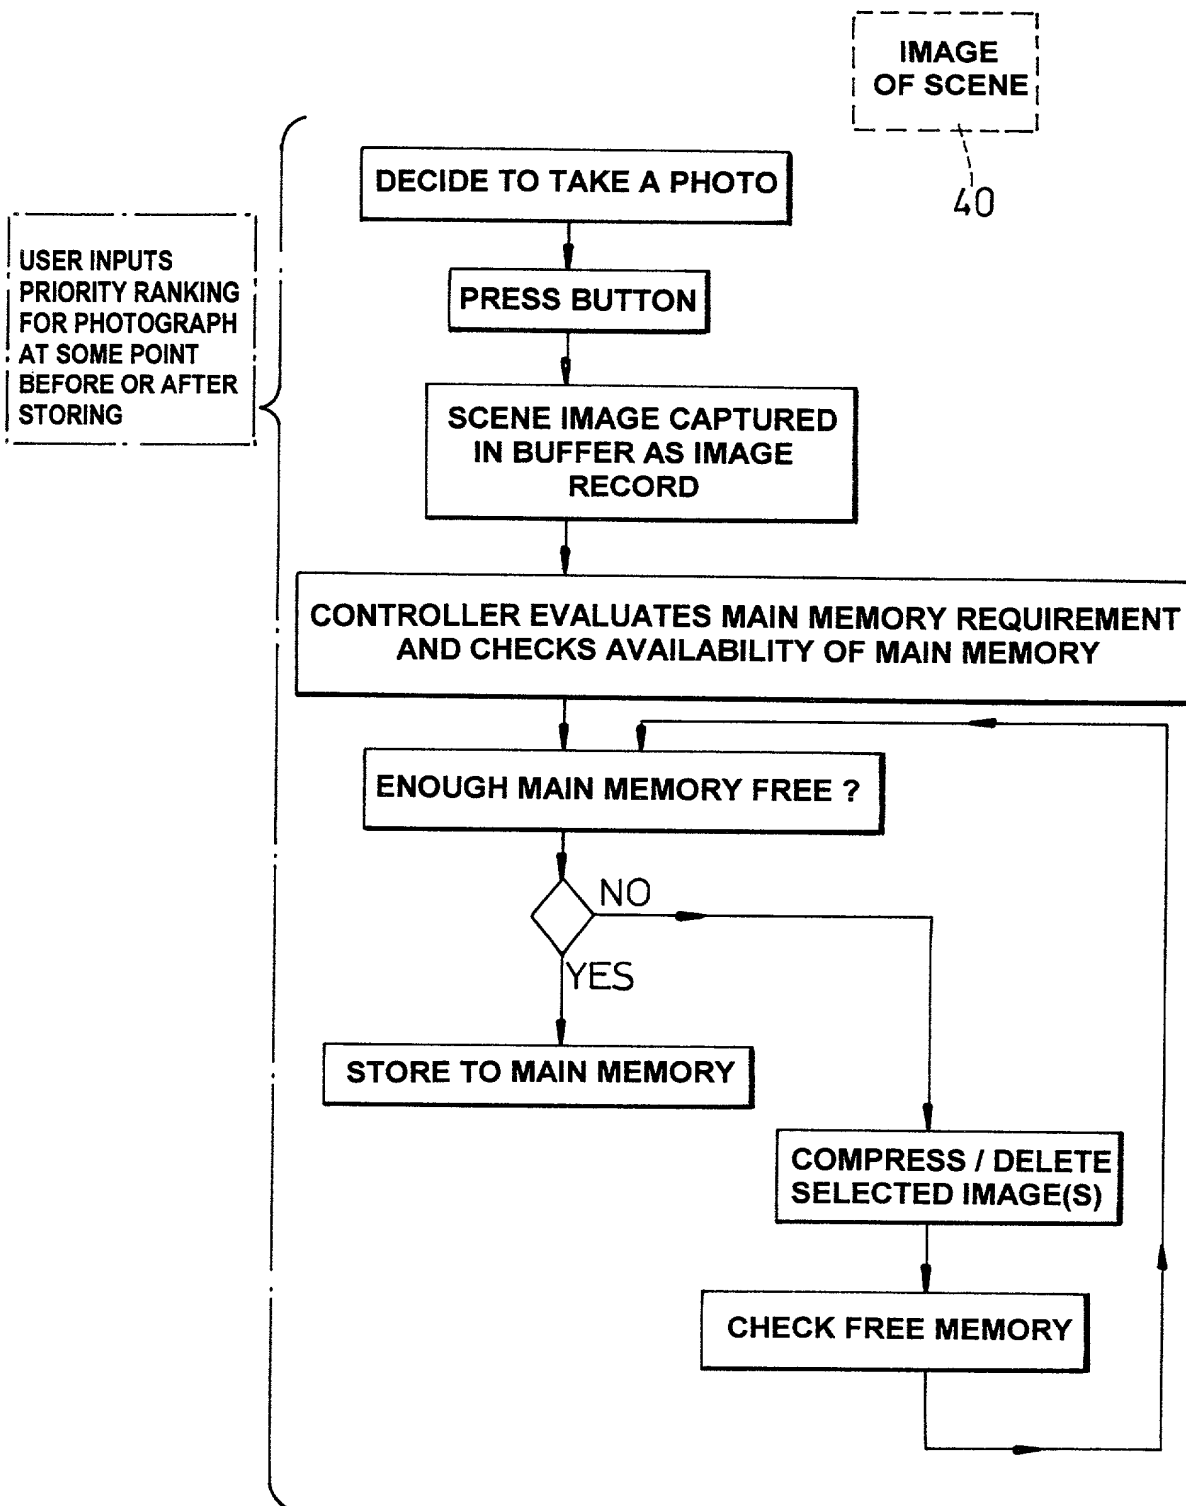 IMAGE
OF SCENE
40
DECIDE TO TAKE A PHOTO
USER INPUTS
PRIORITY RANKING
FOR PHOTOGRAPH
AT SOME POINT
BEFORE OR AFTER
STORING
PRESS BUTTON
SCENE IMAGE CAPTURED
IN BUFFER AS IMAGE
RECORD
CONTROLLER EVALUATES MAIN MEMORY REQUIREMENT
AND CHECKS AVAILABILITY OF MAIN MEMORY
ENOUGH MAIN MEMORY FREE ?
NO
YES
STORE TO MAIN MEMORY
COMPRESS / DELETE
SELECTED IMAGE(S)
CHECK FREE MEMORY